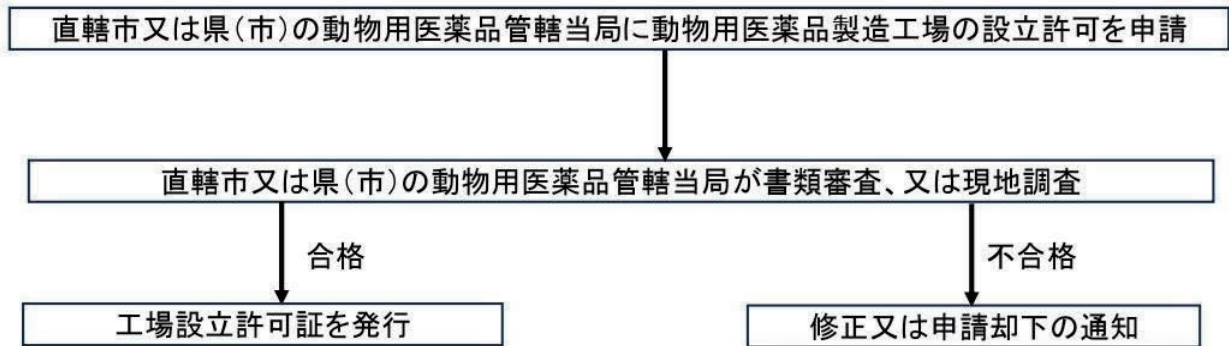 直轄市又は県(市)の動物用医薬品管轄当局に動物用医薬品製造工場の設立許可を申請
直轄市又は県(市)の動物用医薬品管轄当局が書類審査、又は現地調査
合格
不合格
工場設立許可証を発行
修正又は申請却下の通知